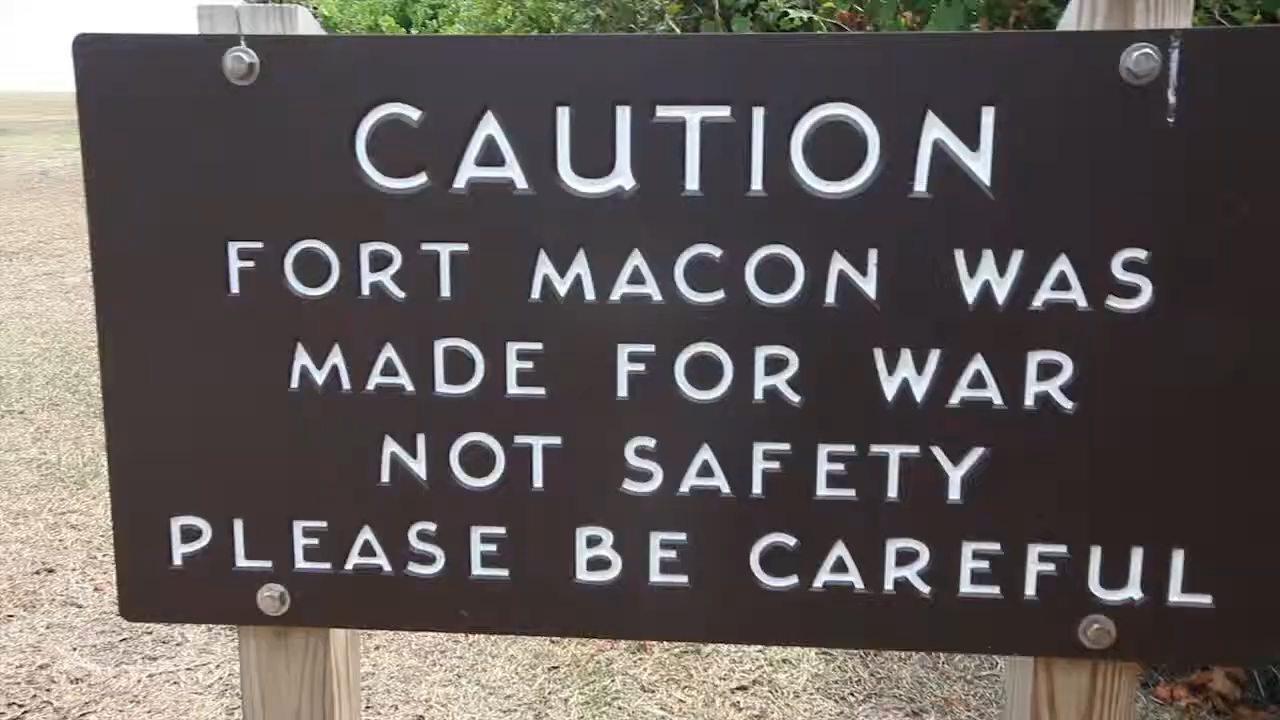 CAUTION
FORT MACON WAS
MADE FOR WAR
NOT SAFETY
PLEASE BE CAREFUL